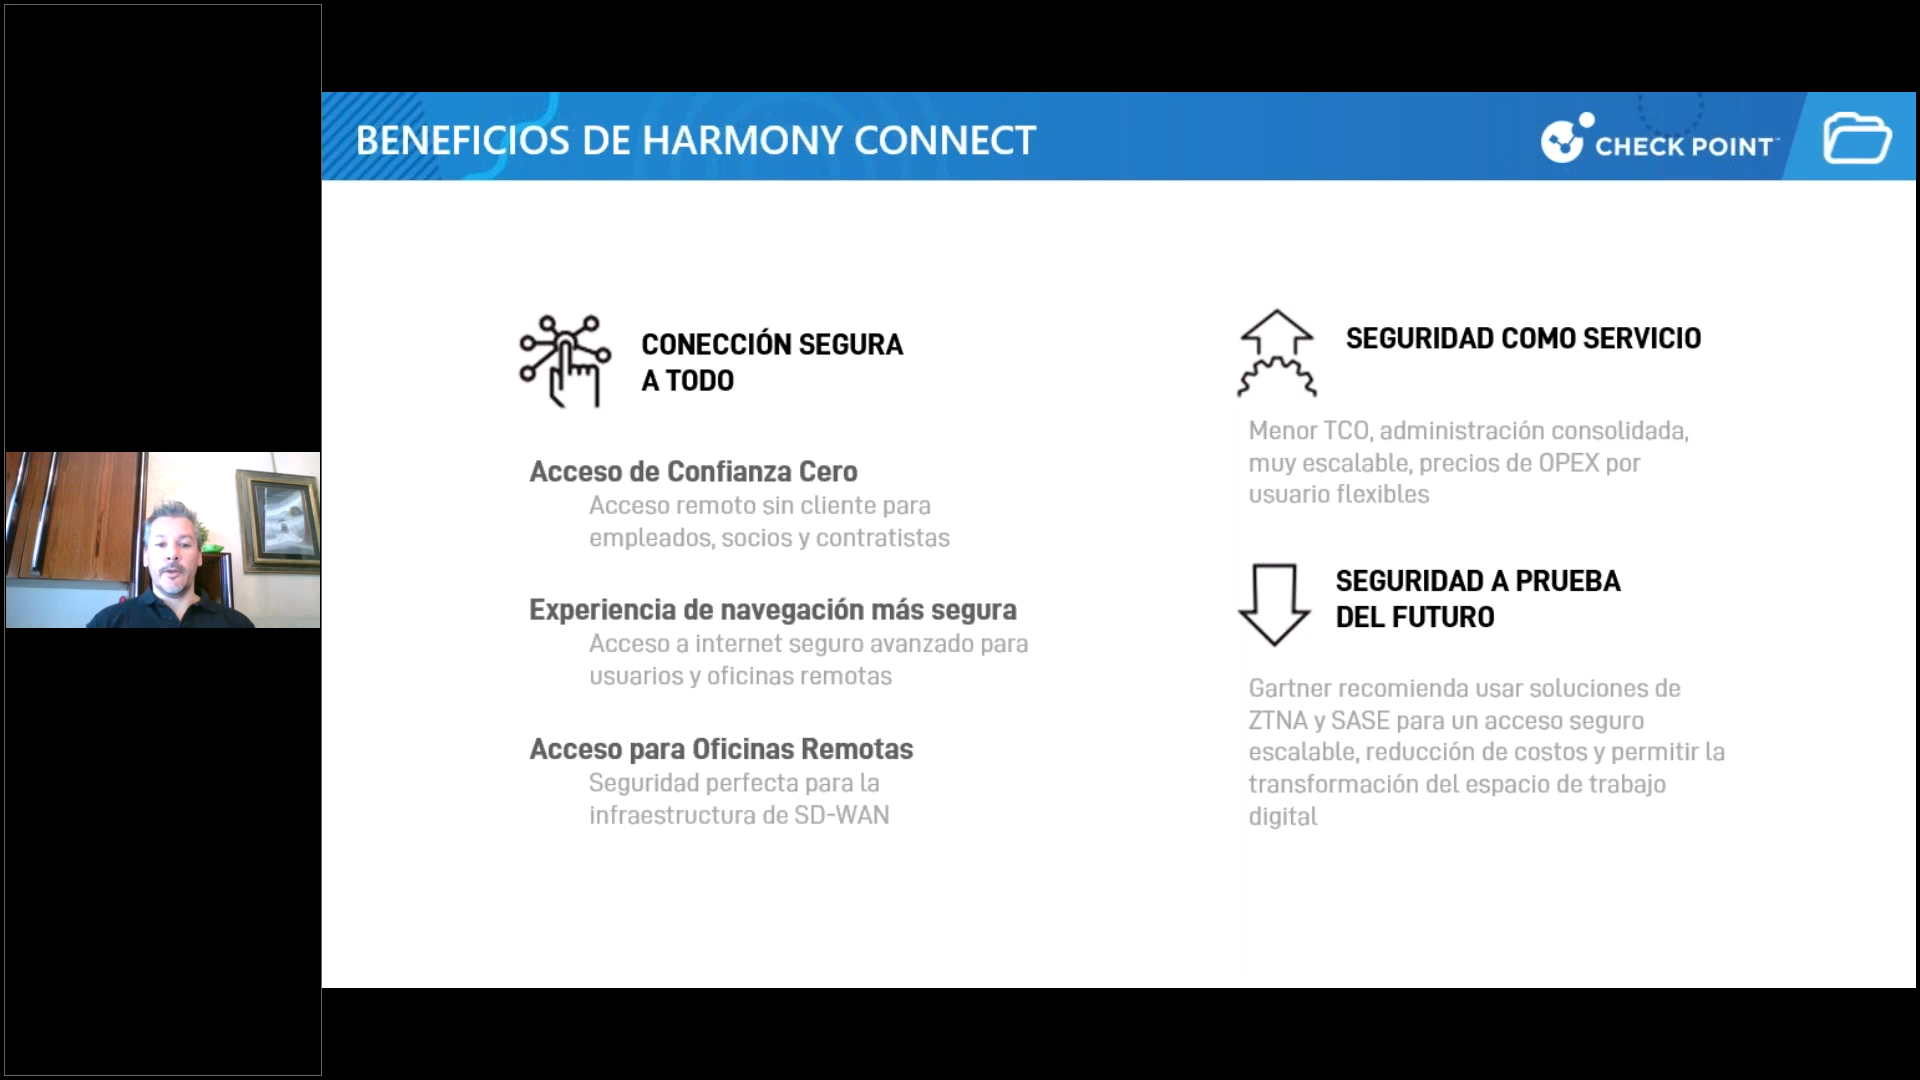 BENEFICIOS DE HARMONY CONNECT
CHECK POINT™
CONECCIÓN SEGURA
A TODO
Acceso de Confianza Cero
Acceso remoto sin cliente para
empleados, socios y contratistas
Experiencia de navegación más segura
Acceso a internet seguro avanzado para
usuarios y oficinas remotas
Acceso para Oficinas Remotas
Seguridad perfecta para la
infraestructura de SD-WAN
SEGURIDAD COMO SERVICIO
Menor TCO, administración consolidada,
muy escalable, precios de OPEX por
usuario flexibles
SEGURIDAD A PRUEBA
DEL FUTURO
Gartner recomienda usar soluciones de
ZTNA y SASE para un acceso seguro
escalable, reducción de costos y permitir la
transformación del espacio de trabajo
digital